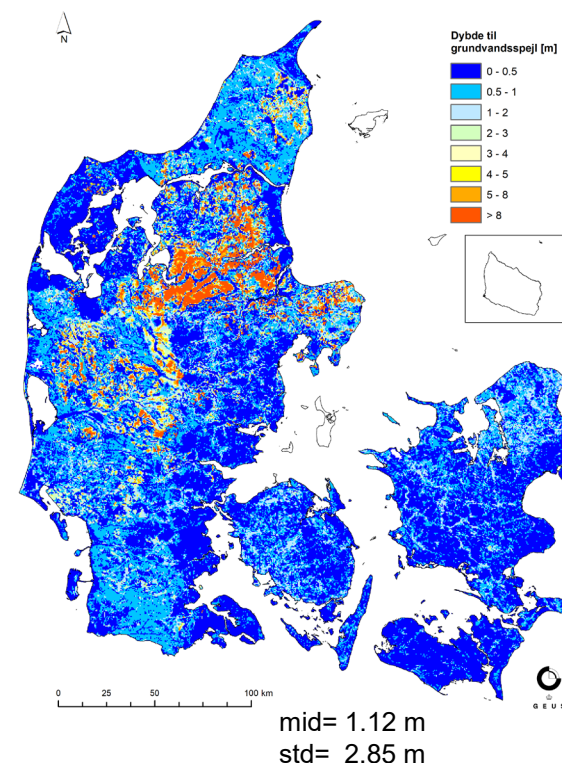 N
Dybde til
grundvandsspejl [m]
0 - 0.5
0.5 - 1
1 - 2
2 - 3
3 - 4
4 - 5
5 - 8
> 8
0 25 50 100 km
G E U S
mid= 1.12 m
std= 2.85 m